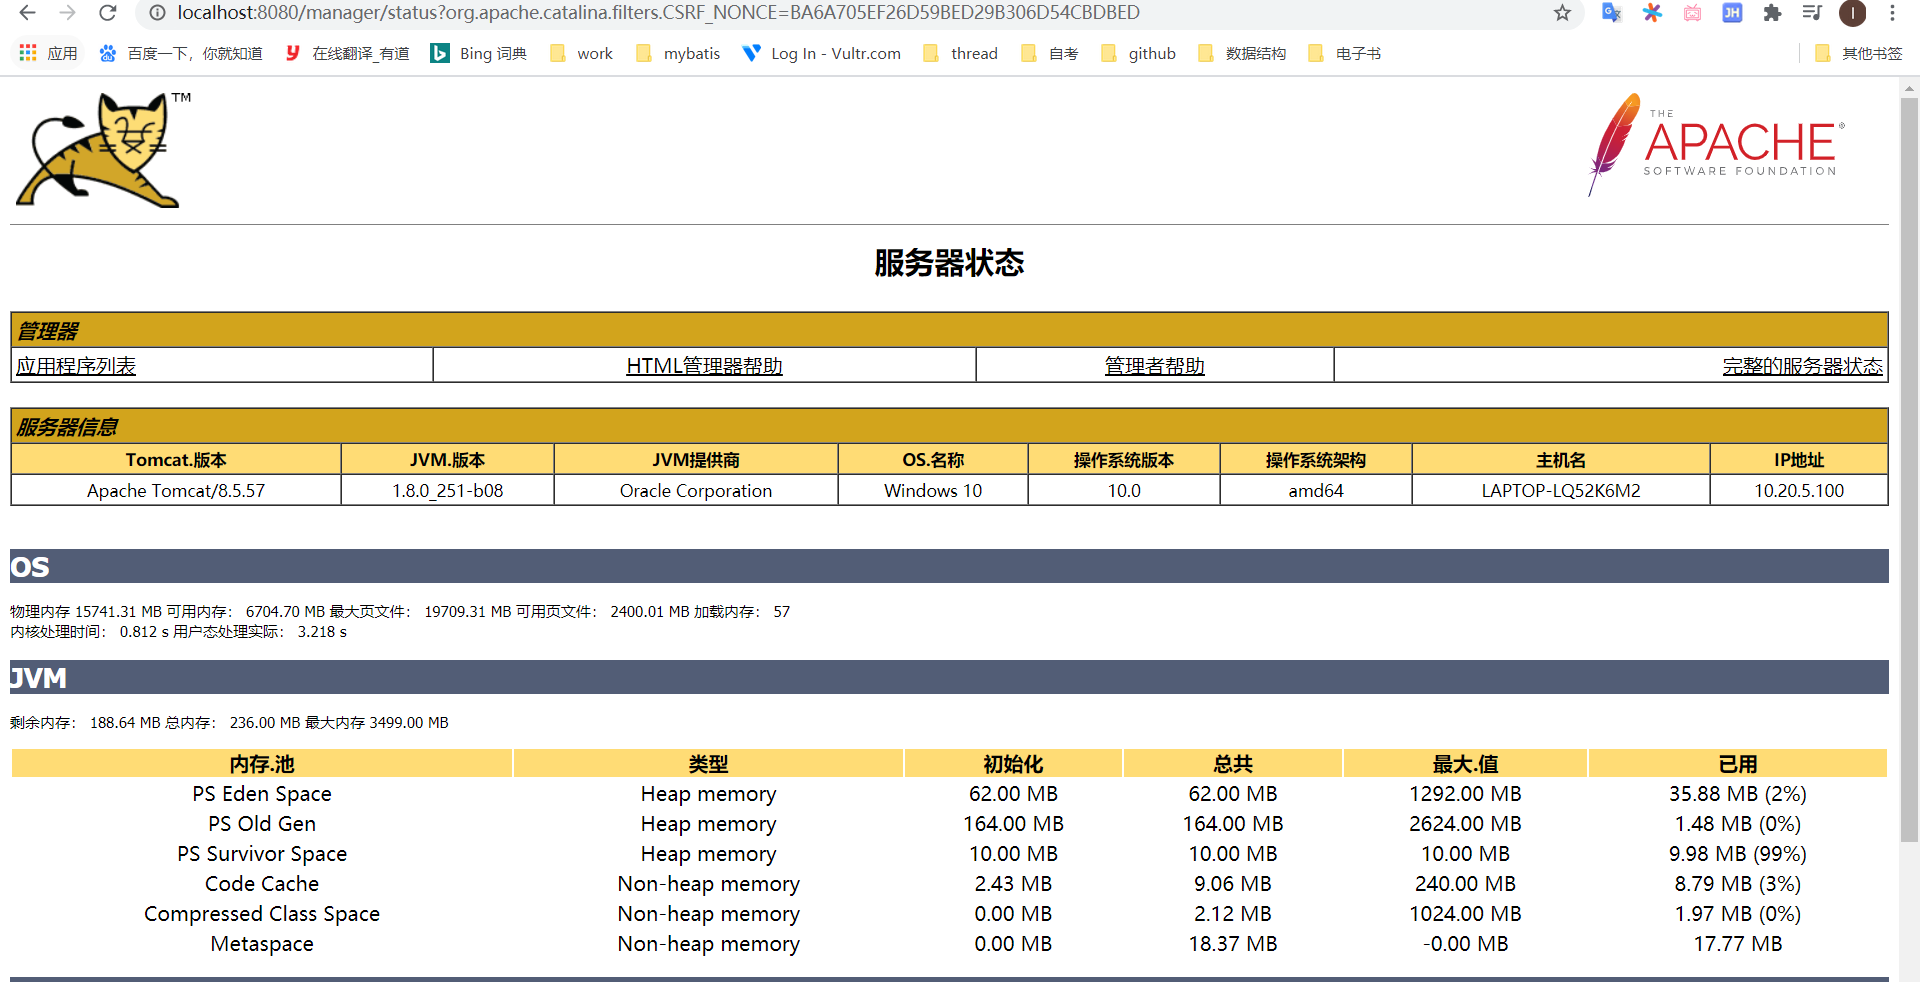 localhost:8080/manager/status?org.apache.catalina.filters.CSRF_NONCE=BA6A705EF26D59BED29B306D54CBDBED
JH
I
应用 百度一下，你就知道 在线翻译_有道 Bing 词典 work mybatis Log In - Vultr.com thread 自考 github 数据结构 电子书 其他书签
TM
THE
APACHE®
SOFTWARE FOUNDATION
服务器状态
管理器
应用程序列表 HTML管理器帮助 管理者帮助 完整的服务器状态
服务器信息
Tomcat.版本 JVM.版本 JVM提供商 OS.名称 操作系统版本 操作系统架构 主机名 IP地址
Apache Tomcat/8.5.57 1.8.0_251-b08 Oracle Corporation Windows 10 10.0 amd64 LAPTOP-LQ52K6M2 10.20.5.100
OS
物理内存 15741.31 MB 可用内存： 6704.70 MB 最大页文件： 19709.31 MB 可用页文件： 2400.01 MB 加载内存： 57
内核处理时间： 0.812 s 用户态处理实际： 3.218 s
JVM
剩余内存： 188.64 MB 总内存： 236.00 MB 最大内存 3499.00 MB
内存.池 类型 初始化 总共 最大.值 已用
PS Eden Space Heap memory 62.00 MB 62.00 MB 1292.00 MB 35.88 MB (2%)
PS Old Gen Heap memory 164.00 MB 164.00 MB 2624.00 MB 1.48 MB (0%)
PS Survivor Space Heap memory 10.00 MB 10.00 MB 10.00 MB 9.98 MB (99%)
Code Cache Non-heap memory 2.43 MB 9.06 MB 240.00 MB 8.79 MB (3%)
Compressed Class Space Non-heap memory 0.00 MB 2.12 MB 1024.00 MB 1.97 MB (0%)
Metaspace Non-heap memory 0.00 MB 18.37 MB -0.00 MB 17.77 MB